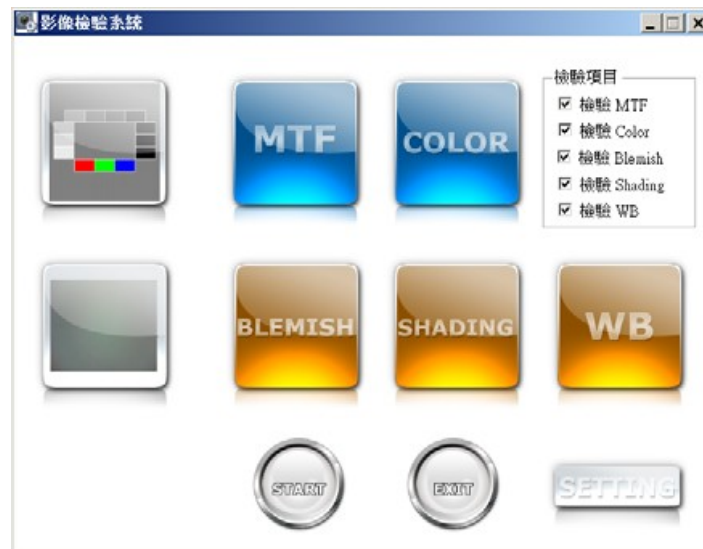 影像檢驗系統
檢驗項目
MTF
COLOR
檢驗 MTF
檢驗 Color
檢驗 Blemish
檢驗 Shading
檢驗 WB
BLEMISH
SHADING
WB
START
EXIT
SETTING